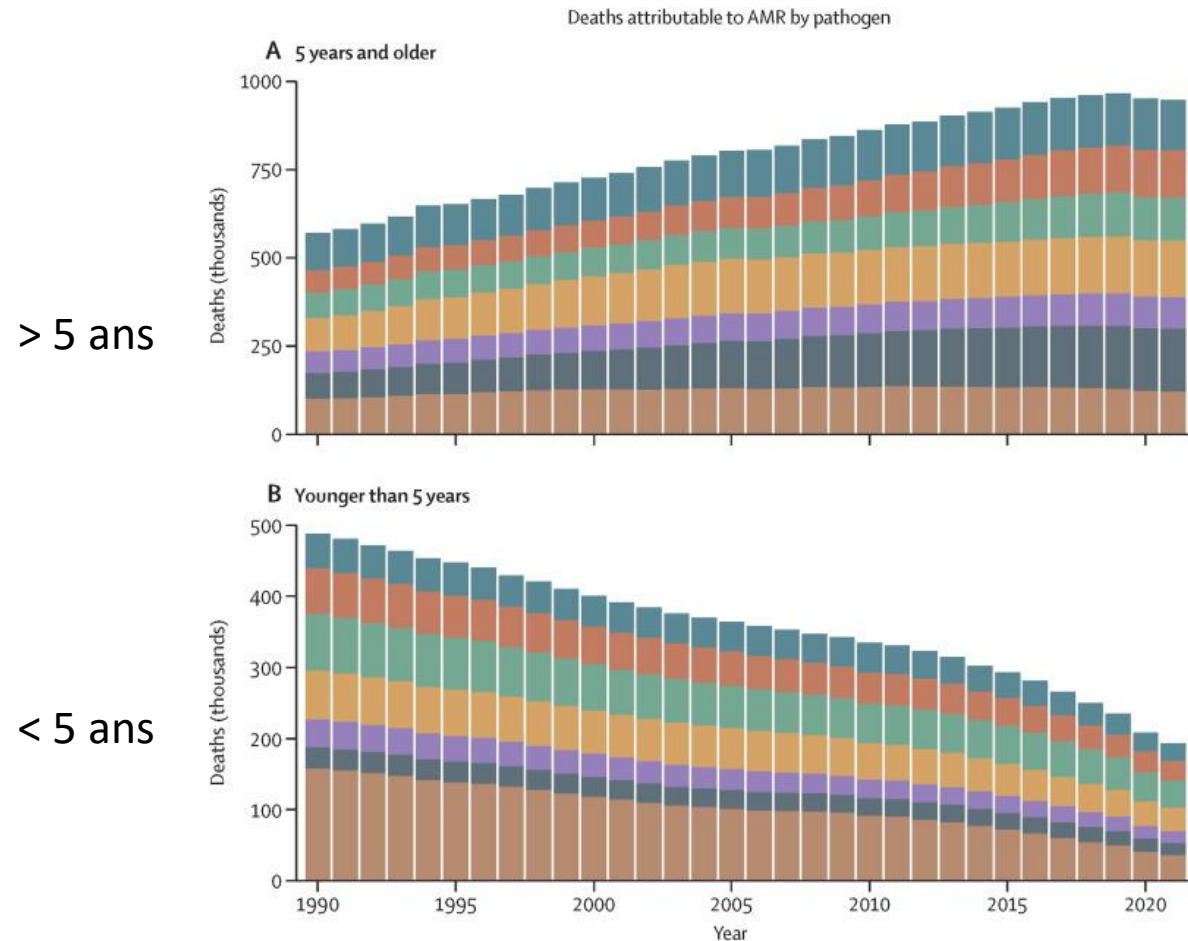 Deaths attributable to AMR by pathogen
A 5 years and older
1000
750
500
250
0
Deaths (thousands)
> 5 ans
B Younger than 5 years
500
400
300
200
100
0
Deaths (thousands)
< 5 ans
1990 1995 2000 2005 2010 2015 2020
Year